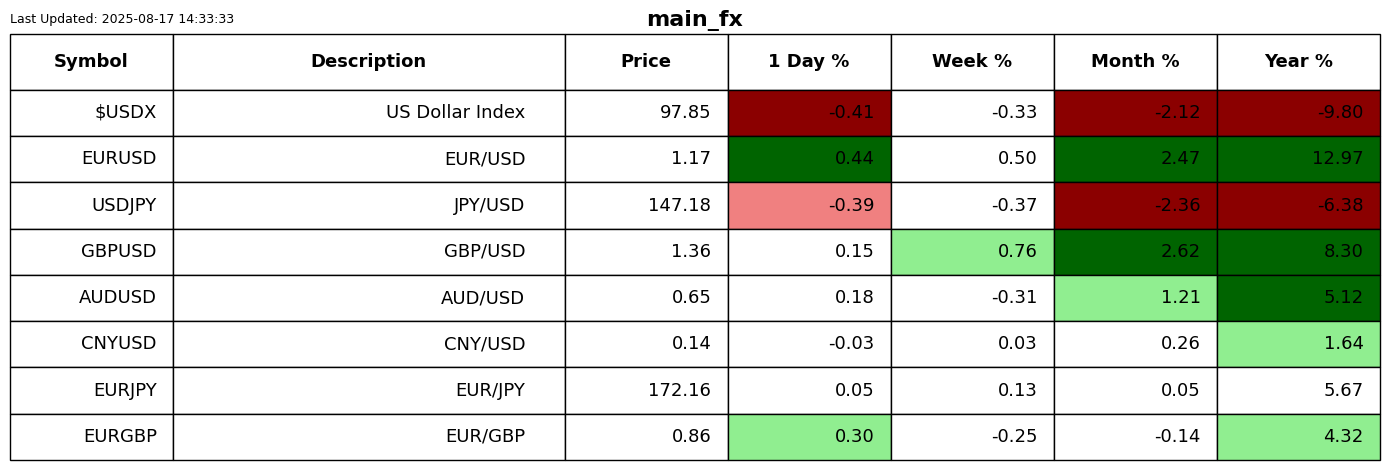 Last Updated: 2025-08-17 14:33:33
main_fx
Symbol Description Price 1 Day % Week % Month % Year %
$USDX US Dollar Index 97.85 -0.41 -0.33 -2.12 -9.80
EURUSD EUR/USD 1.17 0.44 0.50 2.47 12.97
USDJPY JPY/USD 147.18 -0.39 -0.37 -2.36 -6.38
GBPUSD GBP/USD 1.36 0.15 0.76 2.62 8.30
AUDUSD AUD/USD 0.65 0.18 -0.31 1.21 5.12
CNYUSD CNY/USD 0.14 -0.03 0.03 0.26 1.64
EURJPY EUR/JPY 172.16 0.05 0.13 0.05 5.67
EURGBP EUR/GBP 0.86 0.30 -0.25 -0.14 4.32